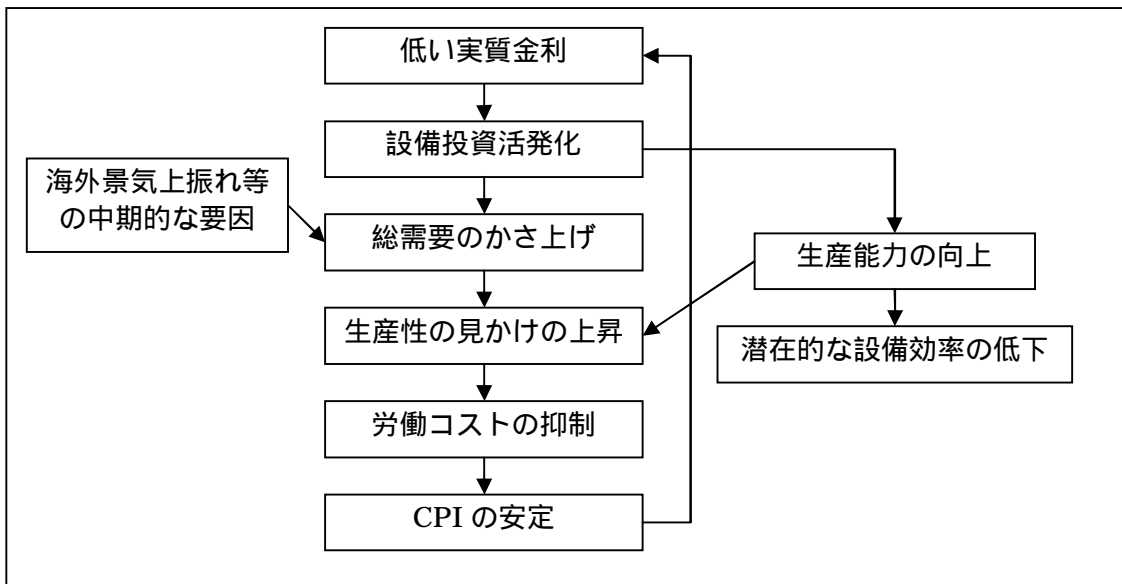 低い実質金利
設備投資活発化
海外景気上振れ等
の中期的な要因
総需要のかさ上げ
生産能力の向上
生産性の見かけの上昇
潜在的な設備効率の低下
労働コストの抑制
CPI の安定